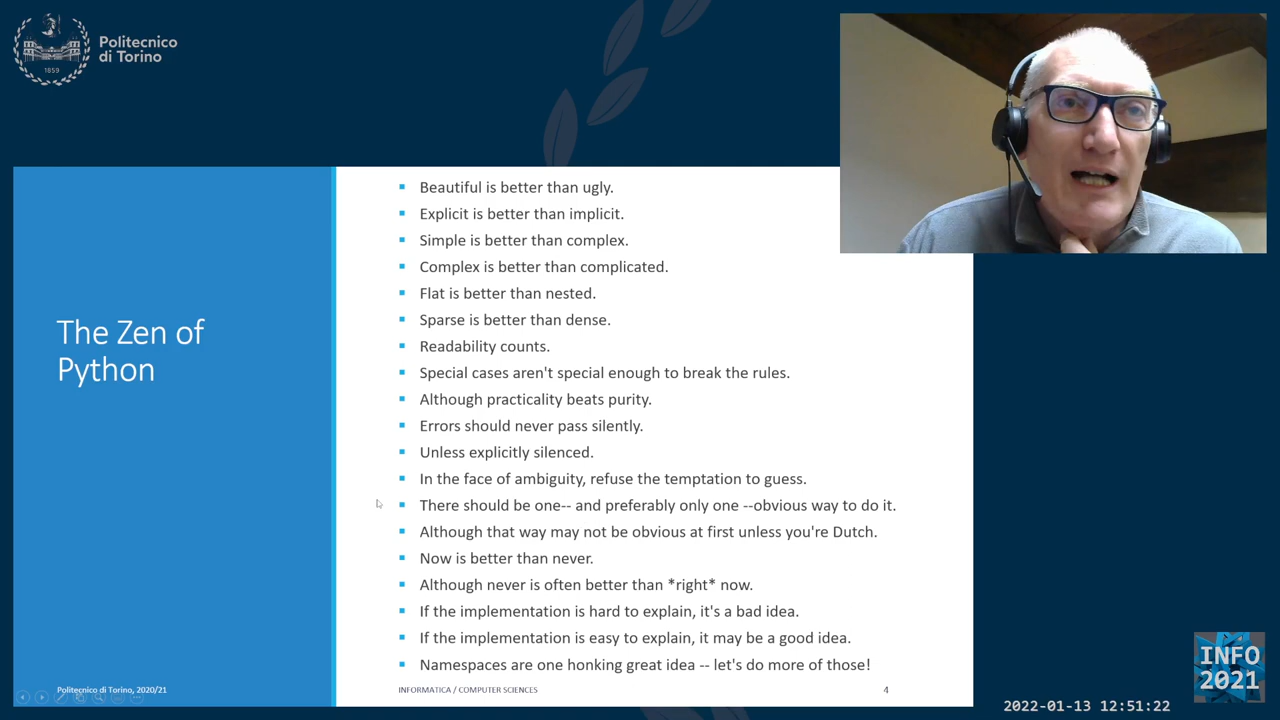 Politecnico
di Torino
1859
The Zen of
Python
Beautiful is better than ugly.
Explicit is better than implicit.
Simple is better than complex.
Complex is better than complicated.
Flat is better than nested.
Sparse is better than dense.
Readability counts.
Special cases aren't special enough to break the rules.
Although practicality beats purity.
Errors should never pass silently.
Unless explicitly silenced.
In the face of ambiguity, refuse the temptation to guess.
There should be one-- and preferably only one --obvious way to do it.
Although that way may not be obvious at first unless you're Dutch.
Now is better than never.
Although never is often better than *right* now.
If the implementation is hard to explain, it's a bad idea.
If the implementation is easy to explain, it may be a good idea.
Namespaces are one honking great idea -- let's do more of those!
Politecnico di Torino, 2020/21
INFORMATICA / COMPUTER SCIENCES
4
INFO
2021
2022-01-13 12:51:22